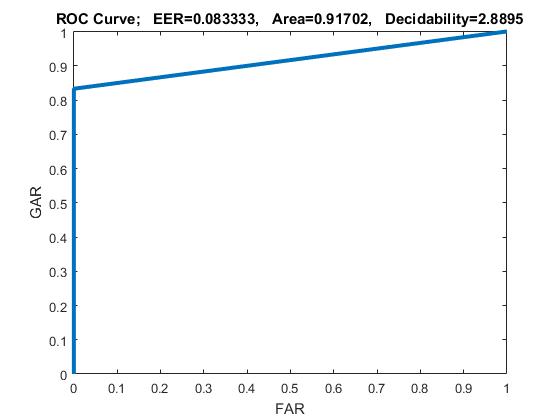 ROC Curve;   EER=0.083333,   Area=0.91702,   Decidability=2.8895
1
0.9
0.8
0.7
0.6
0.5
0.4
0.3
0.2
0.1
0
GAR
0 0.1 0.2 0.3 0.4 0.5 0.6 0.7 0.8 0.9 1
FAR